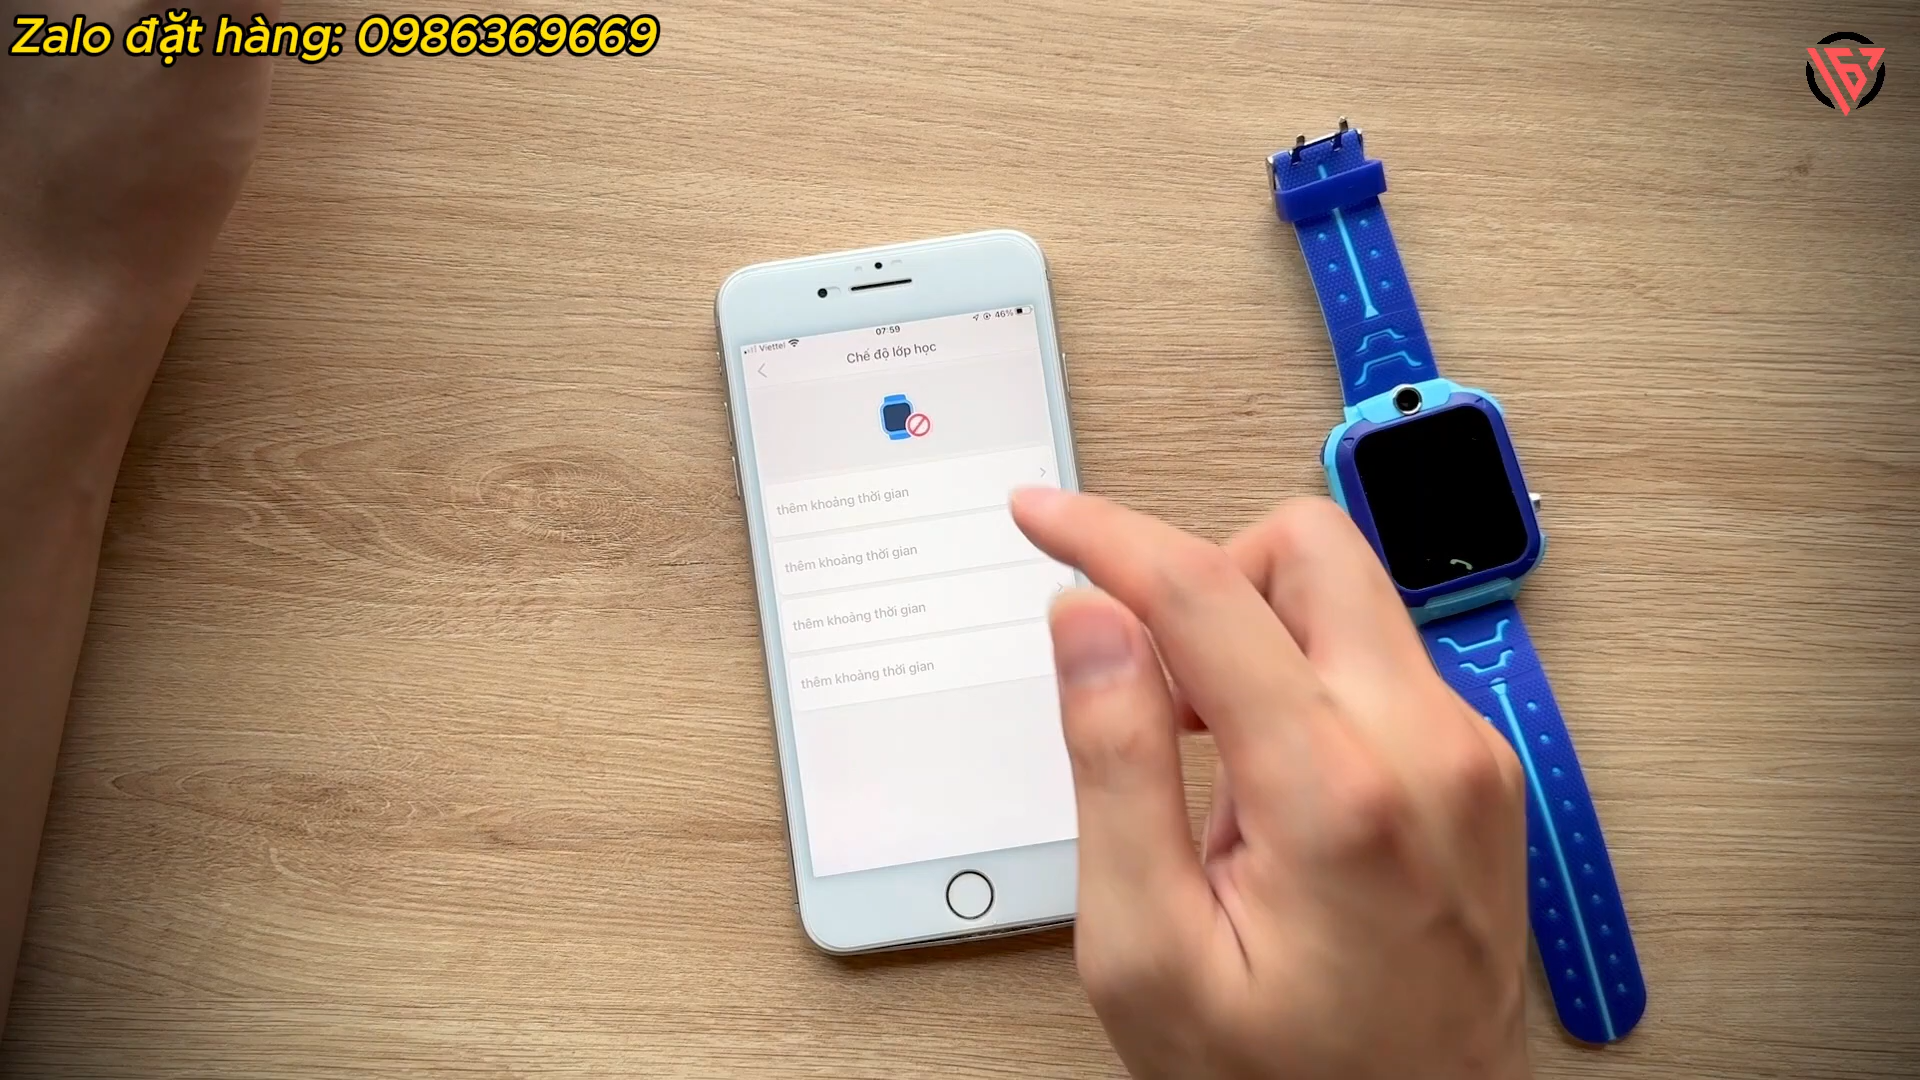 Zalo đặt hàng: 0986369669
Viettel
07:59
46%
Chế độ lớp học
thêm khoảng thời gian
thêm khoảng thời gian
thêm khoảng thời gian
thêm khoảng thời gian